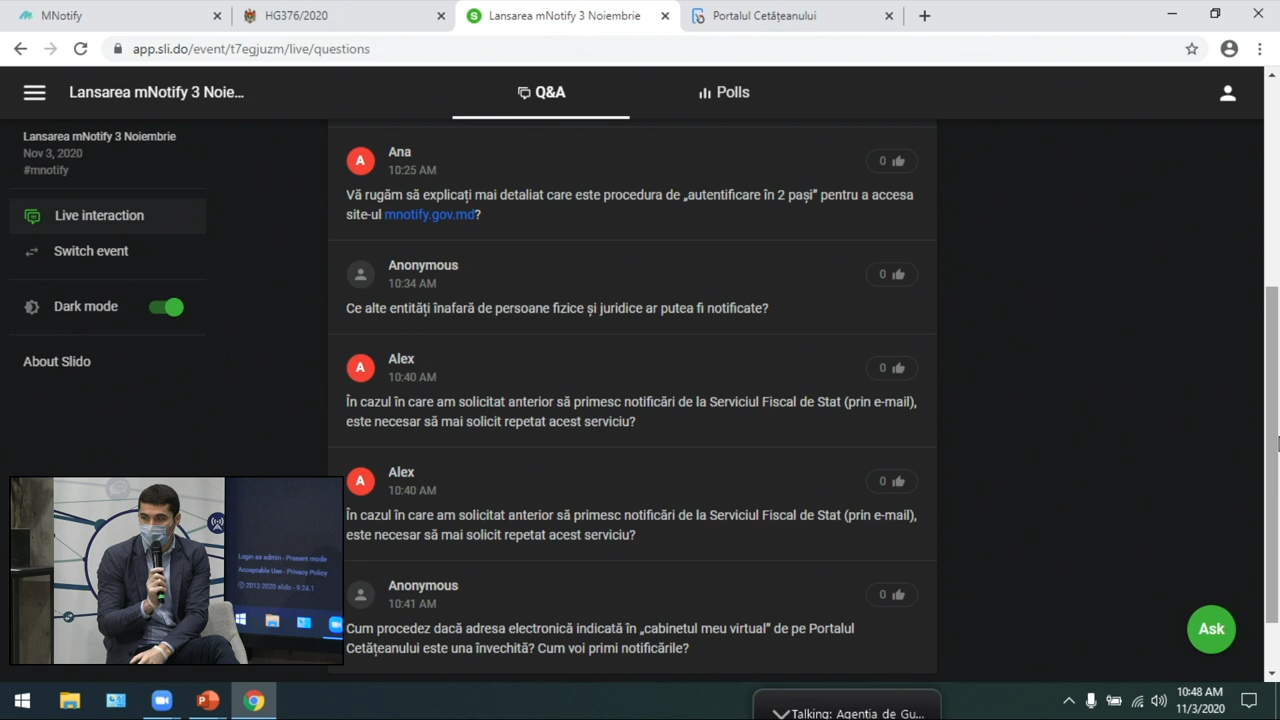 MNotify
HG376/2020
Lansarea mNotify 3 Noiembrie
Portalul Cetățeanului
app.sli.do/event/t7egjuzm/live/questions
Lansarea mNotify 3 Noie...
Q&A
Polls
Lansarea mNotify 3 Noiembrie
Nov 3, 2020
#mnotify
Live interaction
Switch event
Dark mode
About Slido
A
Ana
10:25 AM
0
Vă rugăm să explicați mai detaliat care este procedura de „autentificare în 2 pași” pentru a accesa
site-ul mnotify.gov.md?
Anonymous
10:34 AM
0
Ce alte entități înafară de persoane fizice și juridice ar putea fi notificate?
A
Alex
10:40 AM
0
În cazul în care am solicitat anterior să primesc notificări de la Serviciul Fiscal de Stat (prin e-mail),
este necesar să mai solicit repetat acest serviciu?
A
Alex
10:40 AM
0
În cazul în care am solicitat anterior să primesc notificări de la Serviciul Fiscal de Stat (prin e-mail),
este necesar să mai solicit repetat acest serviciu?
Anonymous
10:41 AM
0
Cum procedez dacă adresa electronică indicată în „cabinetul meu virtual” de pe Portalul
Cetățeanului este una învechită? Cum voi primi notificările?
Login as admin - Present mode
Acceptable Use - Privacy Policy
© 2012-2020 slido - 9.24.1
Ask
Talking: Agenția de Gu...
10:48 AM
11/3/2020